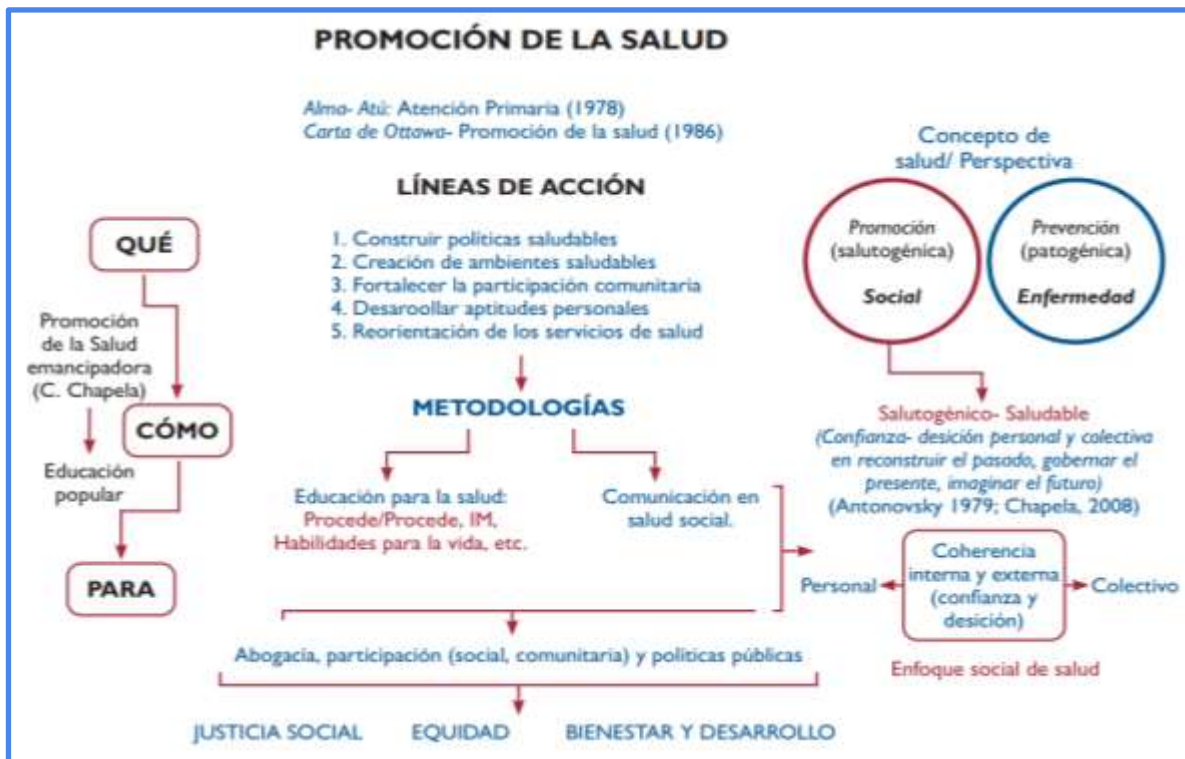 PROMOCIÓN DE LA SALUD
Alma- Atú: Atención Primaria (1978)
Carta de Ottawa- Promoción de la salud (1986)
LÍNEAS DE ACCIÓN
1. Construir políticas saludables
2. Creación de ambientes saludables
3. Fortalecer la participación comunitaria
4. Desaroollar aptitudes personales
5. Reorientación de los servicios de salud
QUÉ
Promoción
de la Salud
emancipadora
(C. Chapela)
CÓMO
Educación
popular
PARA
METODOLOGÍAS
Educación para la salud:
Procede/Procede, IM,
Habilidades para la vida, etc.
Comunicación en
salud social.
Abogacía, participación (social, comunitaria) y políticas públicas
JUSTICIA SOCIAL
EQUIDAD
BIENESTAR Y DESARROLLO
Concepto de
salud/ Perspectiva
Promoción
(salutogénica)
Social
Prevención
(patogénica)
Enfermedad
Salutogénico- Saludable
(Confianza- desición personal y colectiva
en reconstruir el pasado, gobernar el
presente, imaginar el futuro)
(Antonovsky 1979; Chapela, 2008)
Personal
Coherencia
interna y externa
(confianza y
desición)
Colectivo
Enfoque social de salud